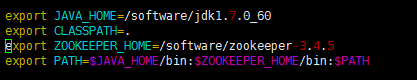 export JAVA_HOME=/software/jdk1.7.0_60
export CLASSPATH=.
export ZOOKEEPER_HOME=/software/zookeeper-3.4.5
export PATH=$JAVA_HOME/bin:$ZOOKEEPER_HOME/bin:$PATH